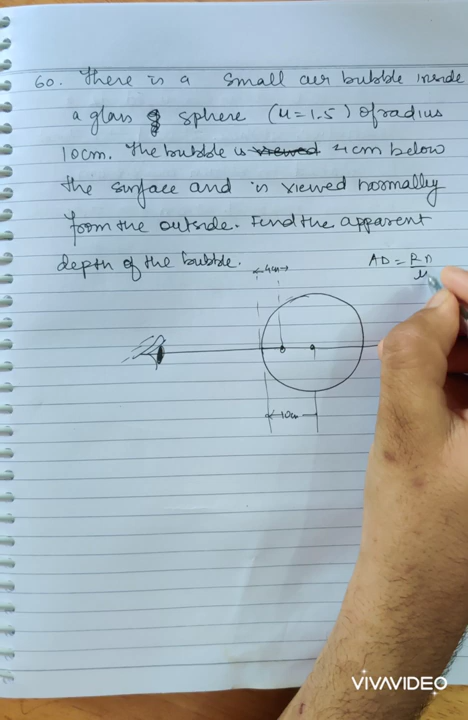 60. There is a small air bubble inside
a glass sphere (μ=1.5) of radius
10cm. The bubble is viewed 4cm below
the surface and is viewed normally
from the outside. Find the apparent
depth of the bubble.
4cm
AD = RD
μ
10cm
VIVAVIDEO